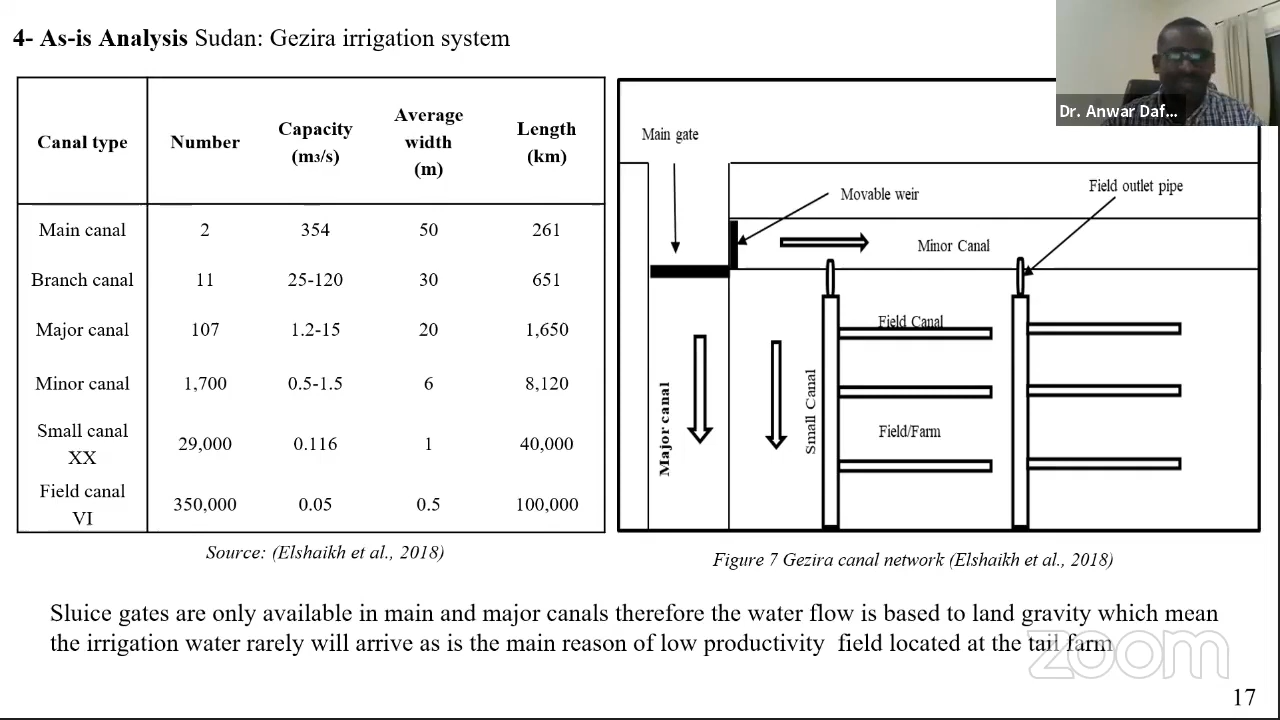 4- As-is Analysis Sudan: Gezira irrigation system
Dr. Anwar Daf...
Canal type Number Capacity (m3/s) Average width (m) Length (km)
Main canal 2 354 50 261
Branch canal 11 25-120 30 651
Major canal 107 1.2-15 20 1,650
Minor canal 1,700 0.5-1.5 6 8,120
Small canal XX 29,000 0.116 1 40,000
Field canal VI 350,000 0.05 0.5 100,000
Source: (Elshaikh et al., 2018)
Main gate
Movable weir
Field outlet pipe
Minor Canal
Field Canal
Major canal
Small Canal
Field/Farm
Figure 7 Gezira canal network (Elshaikh et al., 2018)
Sluice gates are only available in main and major canals therefore the water flow is based to land gravity which mean
the irrigation water rarely will arrive as is the main reason of low productivity field located at the tail farm
zoom
17